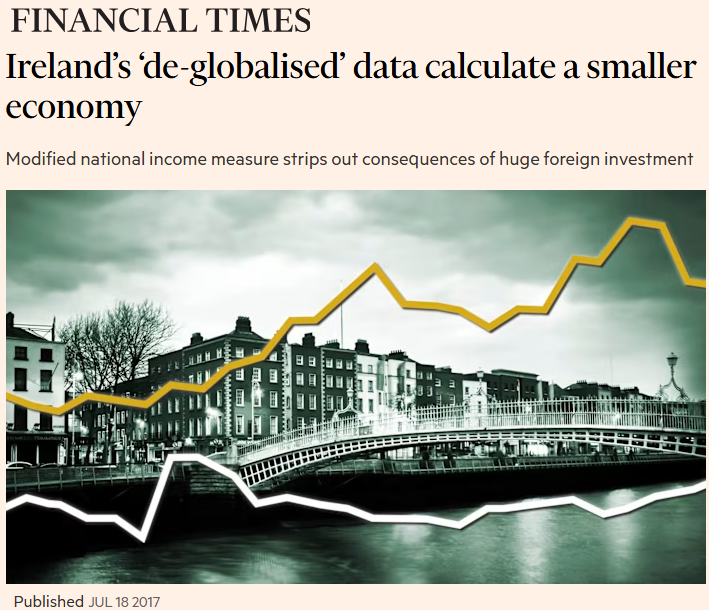 FINANCIAL TIMES
Ireland’s ‘de-globalised’ data calculate a smaller
economy
Modified national income measure strips out consequences of huge foreign investment
Published JUL 18 2017